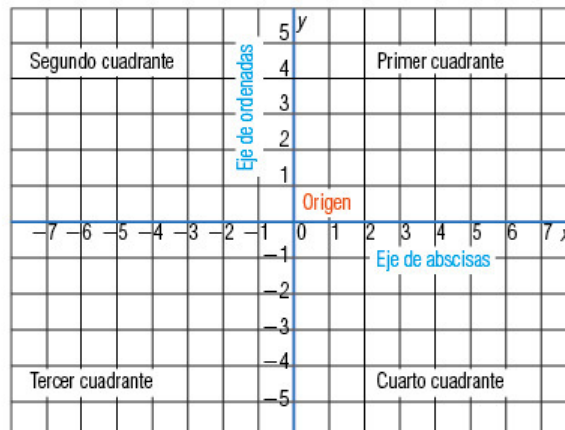 y
5
Segundo cuadrante
Eje de ordenadas
Primer cuadrante
4
3
2
1
Origen
−7 −6 −5 −4 −3 −2 −1 0 1 2 3 4 5 6 7 x
−1
Eje de abscisas
−2
−3
Tercer cuadrante
−4
Cuarto cuadrante
−5